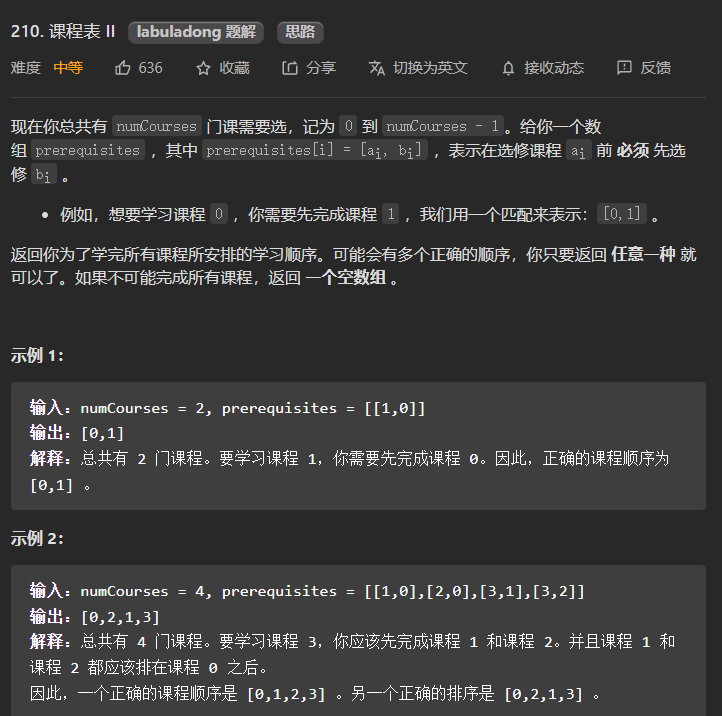 210. 课程表 II labuladong 题解 思路
难度 中等 636 收藏 分享 切换为英文 接收动态 反馈
现在你总共有 numCourses 门课需要选，记为 0 到 numCourses - 1。给你一个数
组 prerequisites ，其中 prerequisites[i] = [ai, bi] ，表示在选修课程 ai 前 必须 先选
修 bi 。
• 例如，想要学习课程 0 ，你需要先完成课程 1 ，我们用一个匹配来表示：[0,1] 。
返回你为了学完所有课程所安排的学习顺序。可能会有多个正确的顺序，你只要返回 任意一种 就
可以了。如果不可能完成所有课程，返回 一个空数组 。
示例 1：
输入：numCourses = 2, prerequisites = [[1,0]]
输出：[0,1]
解释：总共有 2 门课程。要学习课程 1，你需要先完成课程 0。因此，正确的课程顺序为
[0,1] 。
示例 2：
输入：numCourses = 4, prerequisites = [[1,0],[2,0],[3,1],[3,2]]
输出：[0,2,1,3]
解释：总共有 4 门课程。要学习课程 3，你应该先完成课程 1 和课程 2。并且课程 1 和
课程 2 都应该排在课程 0 之后。
因此，一个正确的课程顺序是 [0,1,2,3] 。另一个正确的排序是 [0,2,1,3] 。